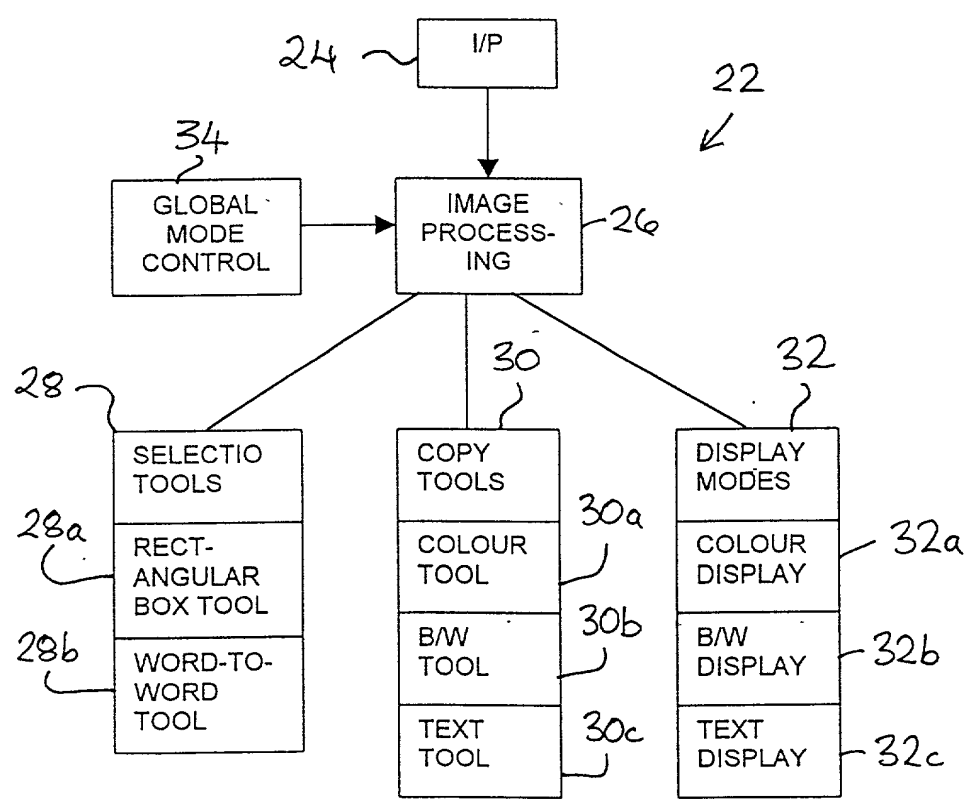 I/P
24
22
34
GLOBAL
MODE
CONTROL
IMAGE
PROCESS-
ING
26
28
SELECTIO
TOOLS
28a
RECT-
ANGULAR
BOX TOOL
28b
WORD-TO-
WORD
TOOL
30
COPY
TOOLS
30a
COLOUR
TOOL
30b
B/W
TOOL
30c
TEXT
TOOL
32
DISPLAY
MODES
32a
COLOUR
DISPLAY
32b
B/W
DISPLAY
32c
TEXT
DISPLAY